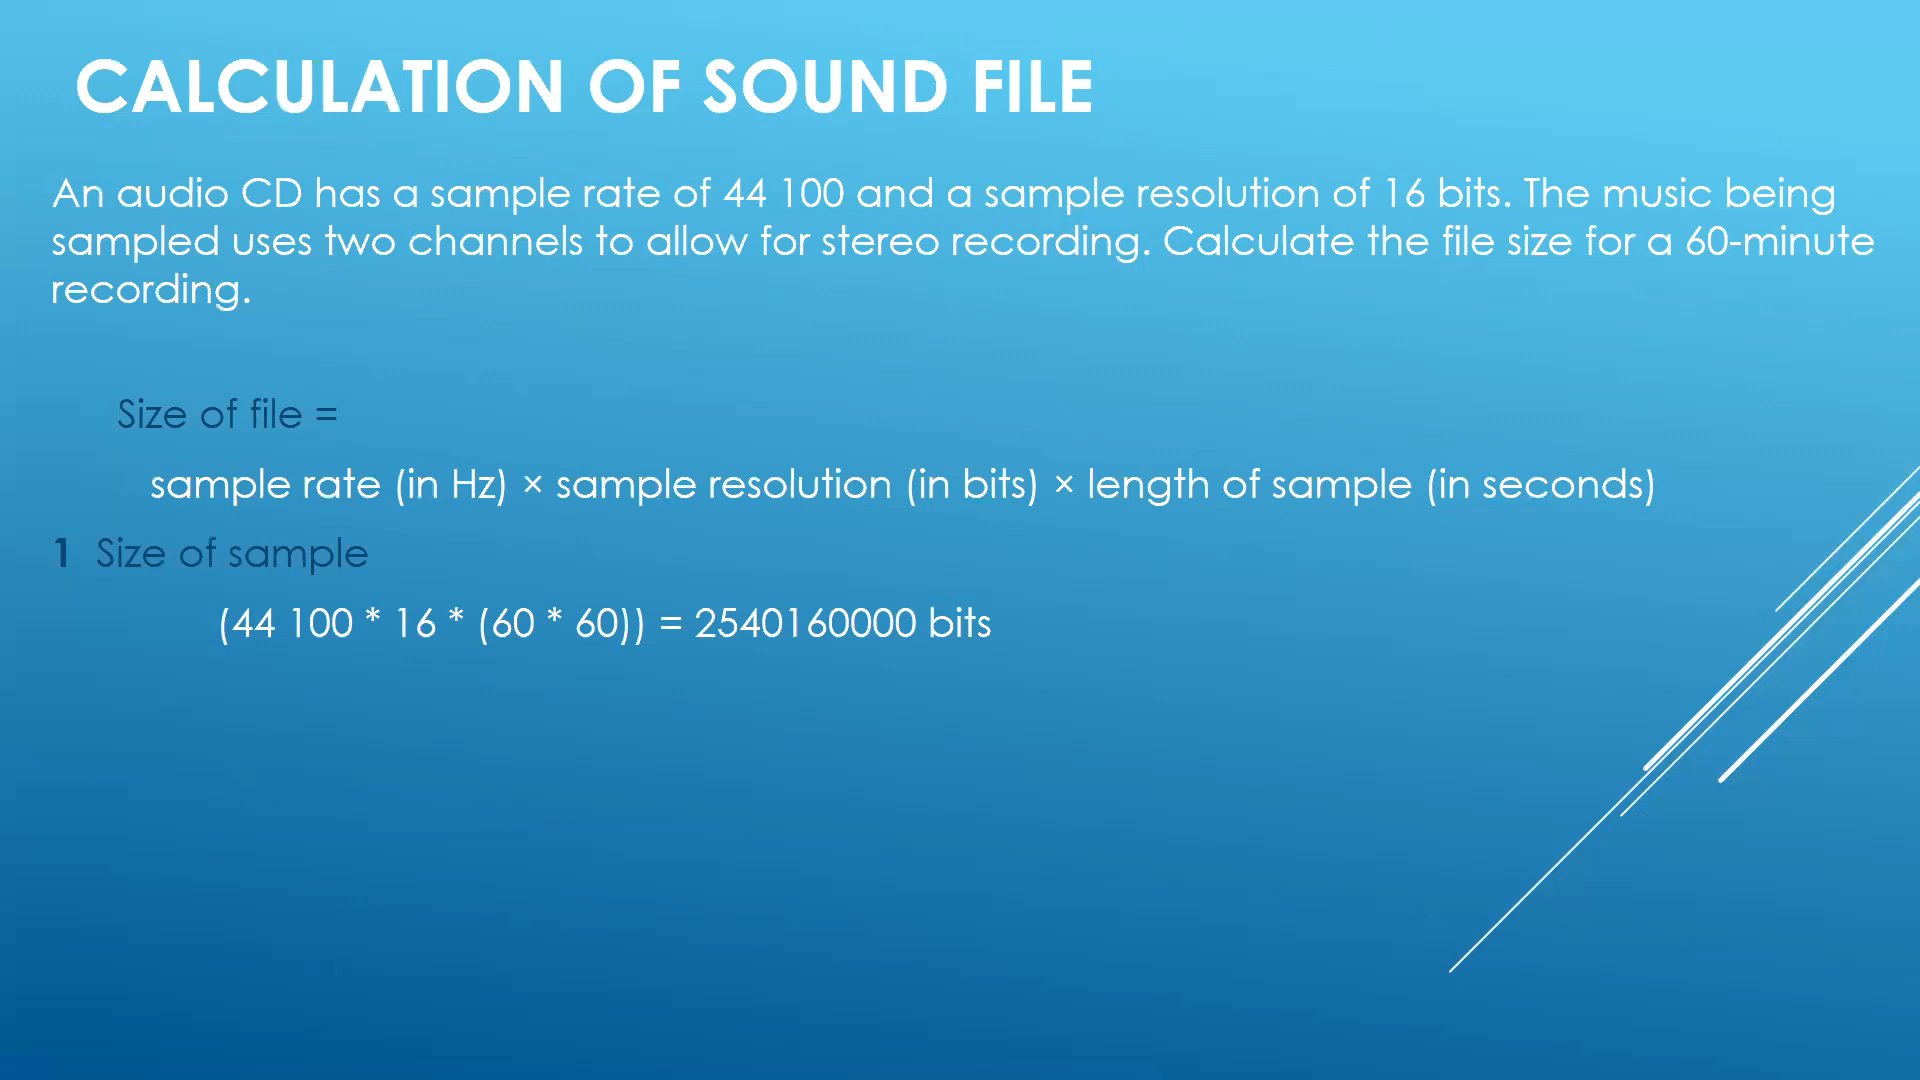 CALCULATION OF SOUND FILE
An audio CD has a sample rate of 44 100 and a sample resolution of 16 bits. The music being
sampled uses two channels to allow for stereo recording. Calculate the file size for a 60-minute
recording.
Size of file =
sample rate (in Hz) × sample resolution (in bits) × length of sample (in seconds)
1 Size of sample
(44 100 * 16 * (60 * 60)) = 2540160000 bits